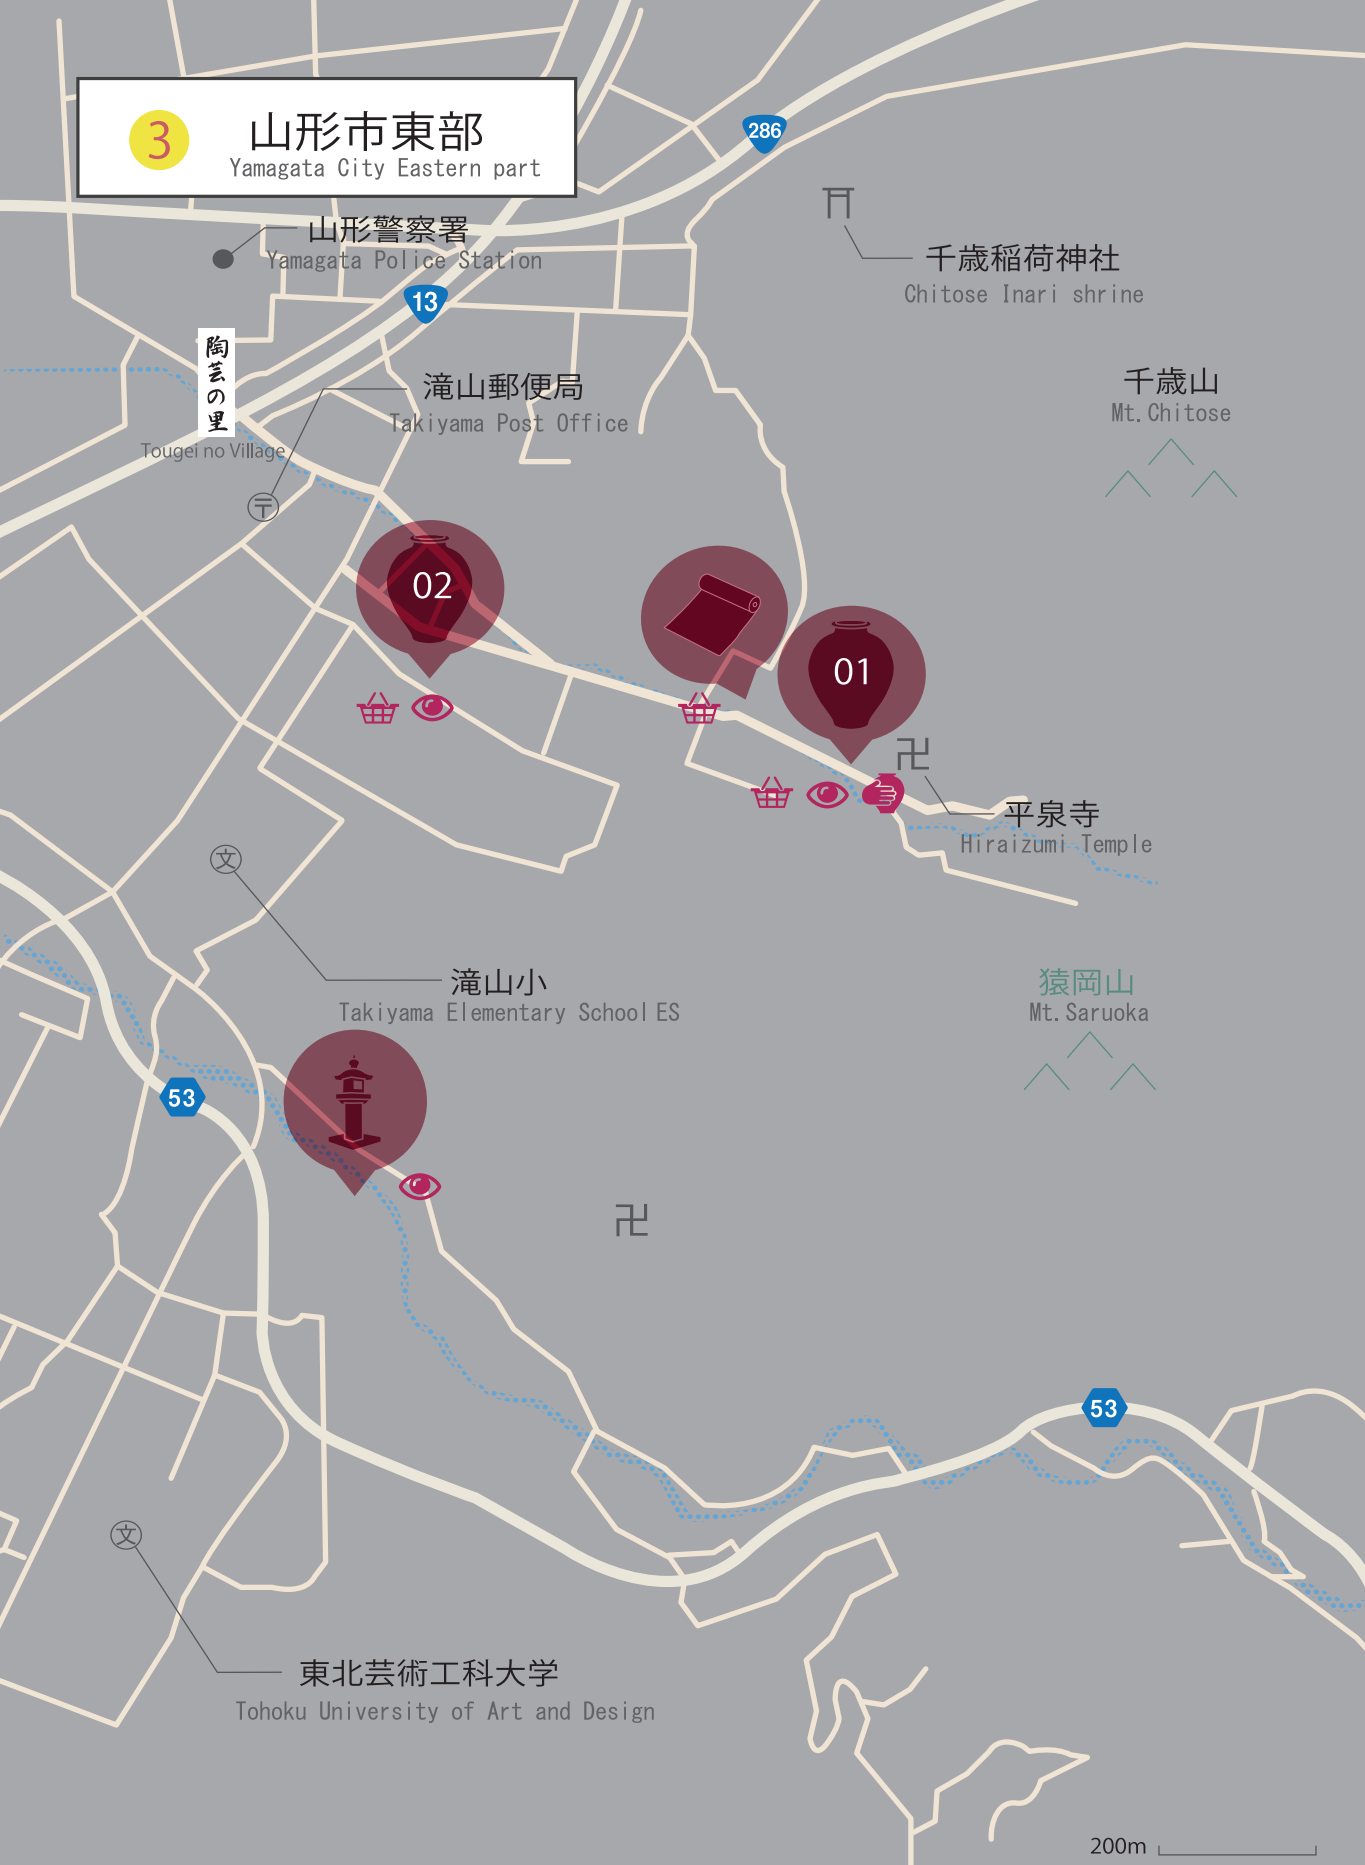 3
山形市東部
Yamagata City Eastern part
286
山形警察署
Yamagata Police Station
千歳稲荷神社
Chitose Inari shrine
13
陶芸の里
Tougei no Village
滝山郵便局
Takiyama Post Office
〒
千歳山
Mt.Chitose
02
01
卍
平泉寺
Hiraizumi Temple
文
滝山小
Takiyama Elementary School ES
猿岡山
Mt.Saruoka
53
卍
53
文
東北芸術工科大学
Tohoku University of Art and Design
200m